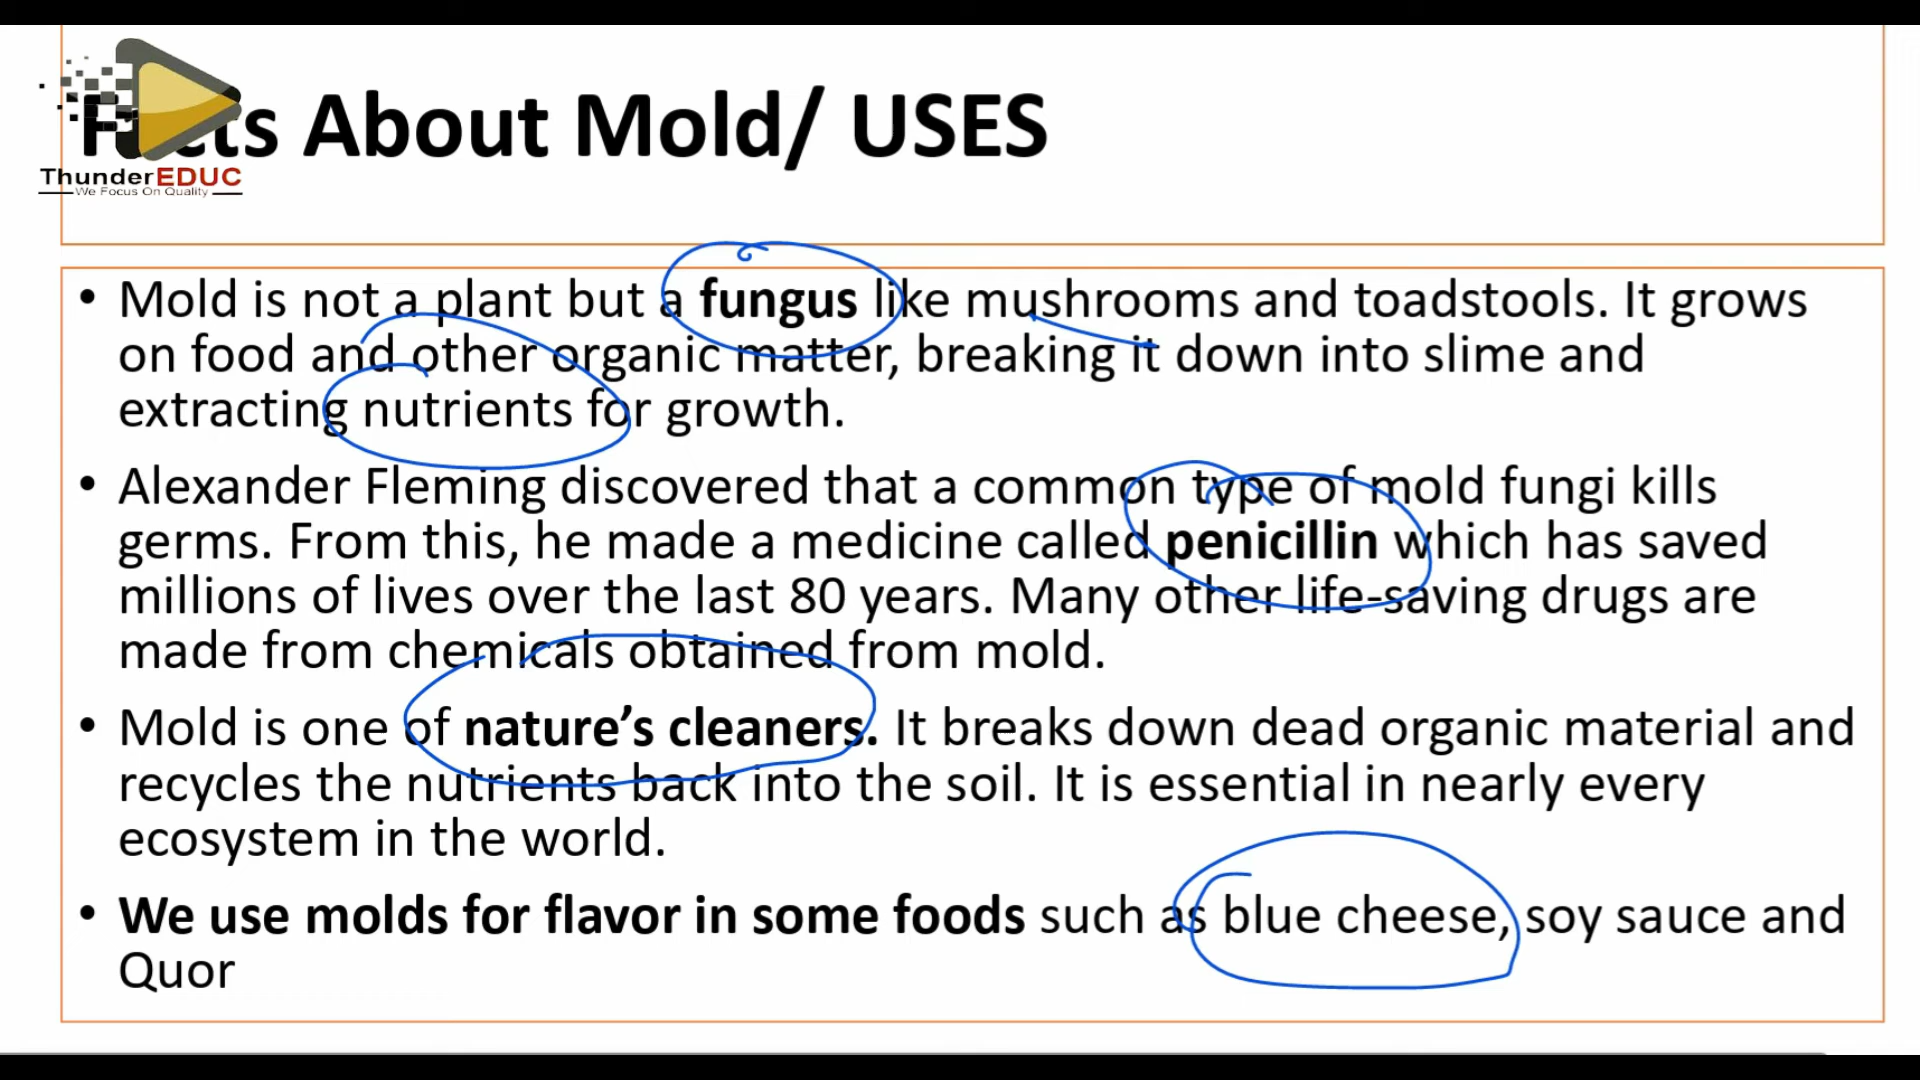 Facts About Mold/ USES
ThunderEDUC
We Focus On Quality
• Mold is not a plant but a fungus like mushrooms and toadstools. It grows
on food and other organic matter, breaking it down into slime and
extracting nutrients for growth.
• Alexander Fleming discovered that a common type of mold fungi kills
germs. From this, he made a medicine called penicillin which has saved
millions of lives over the last 80 years. Many other life-saving drugs are
made from chemicals obtained from mold.
• Mold is one of nature’s cleaners. It breaks down dead organic material and
recycles the nutrients back into the soil. It is essential in nearly every
ecosystem in the world.
• We use molds for flavor in some foods such as blue cheese, soy sauce and
Quor